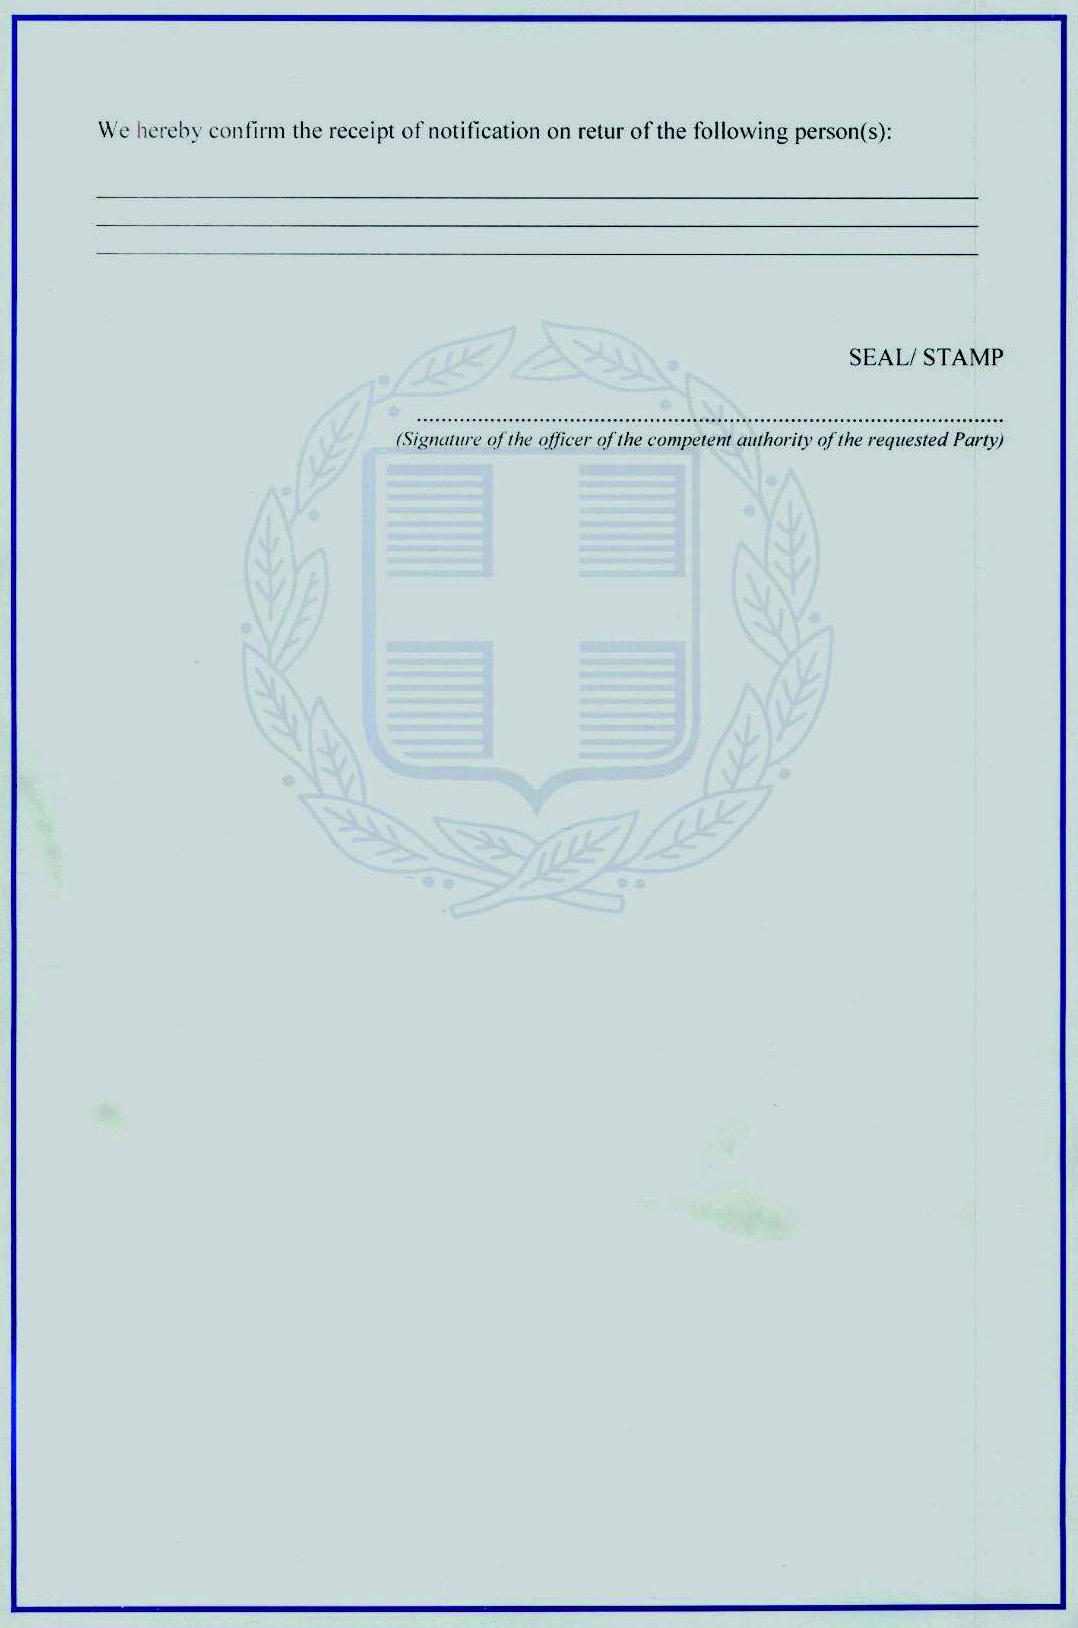 We hereby confirm the receipt of notification on retur of the following person(s):
SEAL/ STAMP
(Signature of the officer of the competent authority of the requested Party)